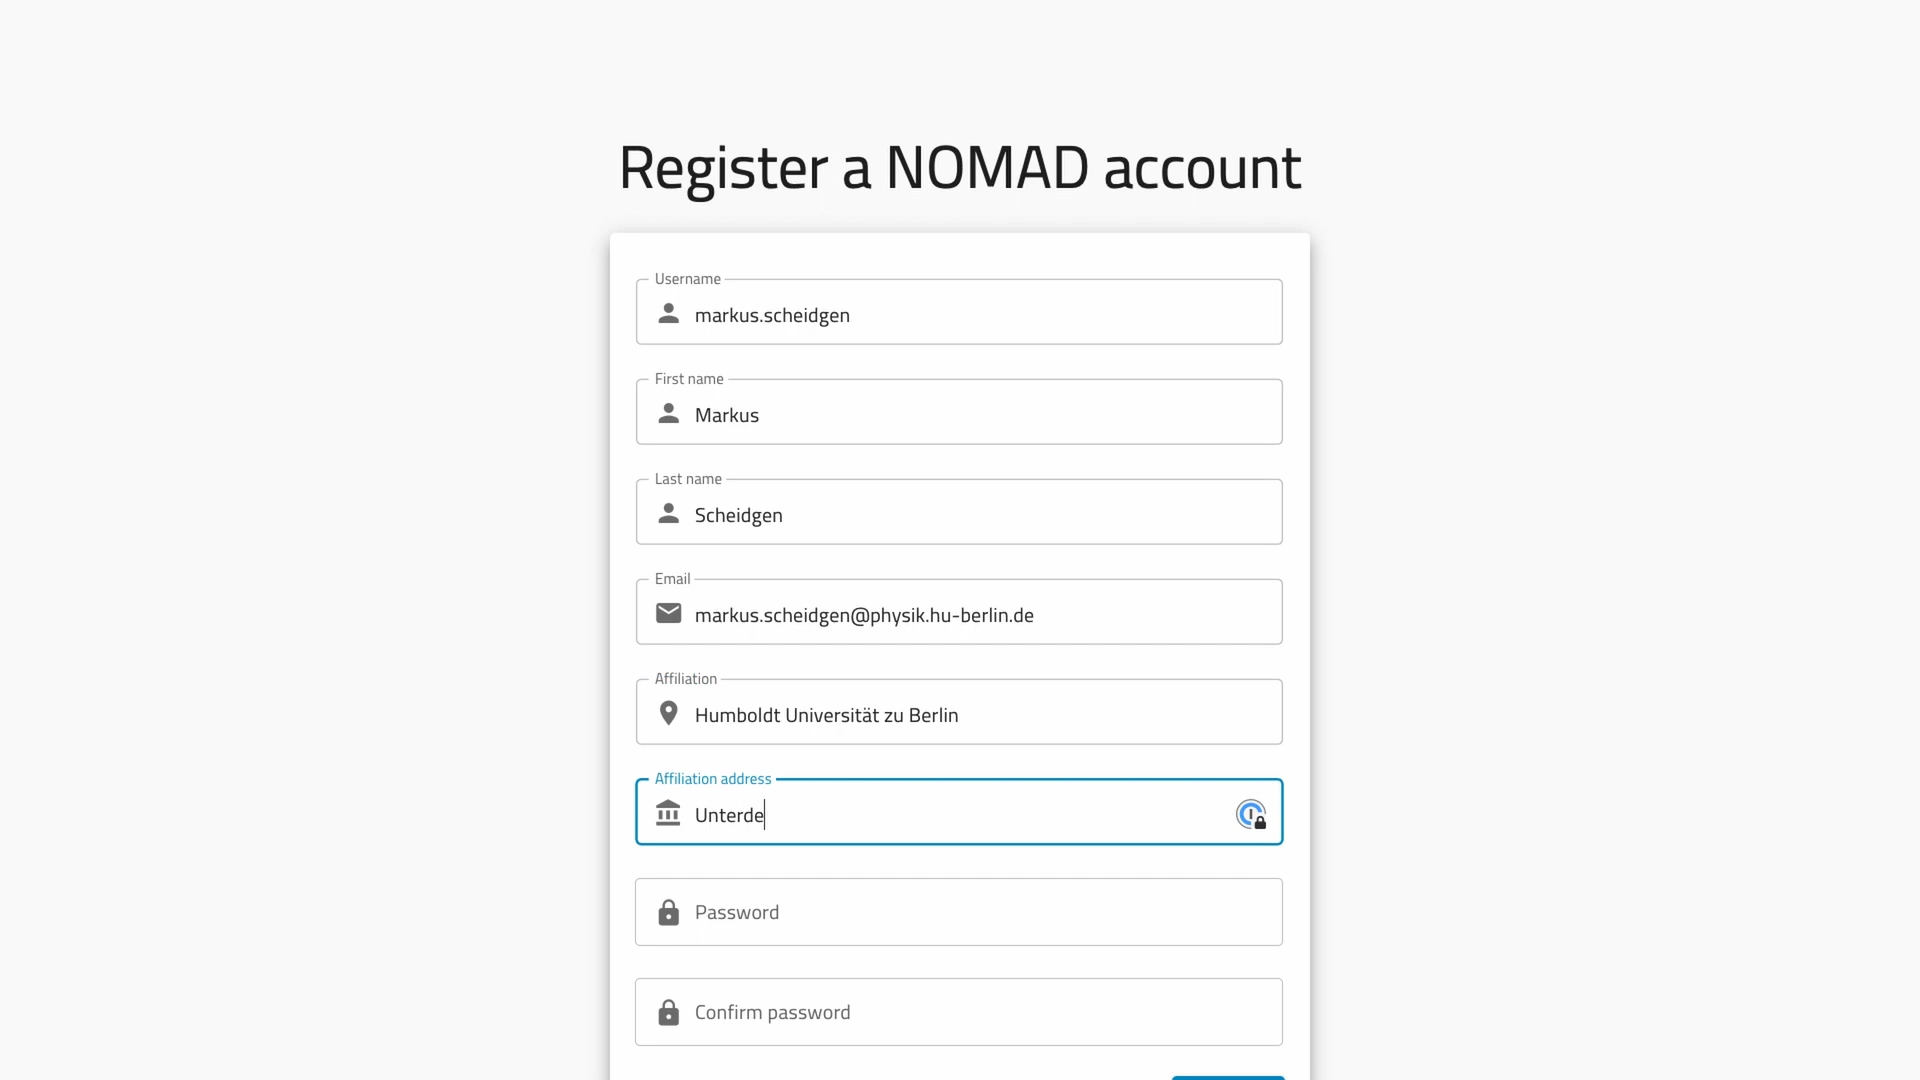 Register a NOMAD account
Username
markus.scheidgen
First name
Markus
Last name
Scheidgen
Email
markus.scheidgen@physik.hu-berlin.de
Affiliation
Humboldt Universität zu Berlin
Affiliation address
Unterde
Password
Confirm password